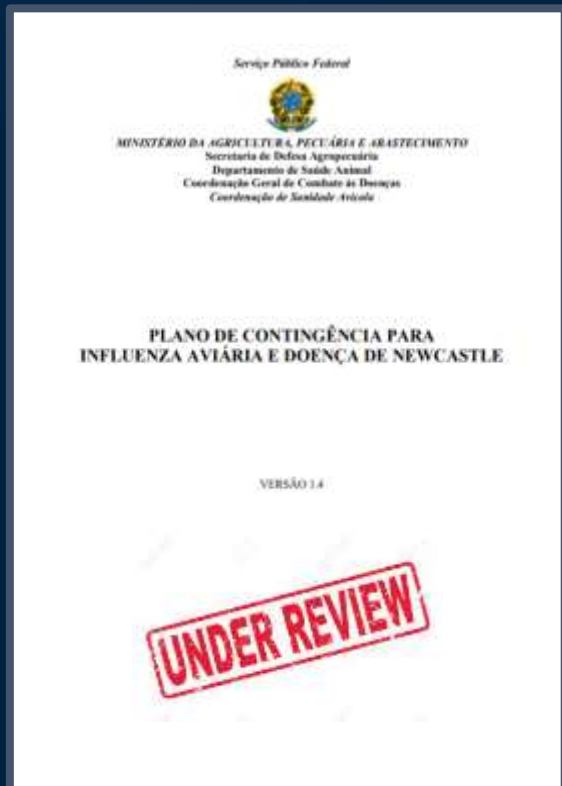 Serviço Público Federal
MINISTÉRIO DA AGRICULTURA, PECUÁRIA E ABASTECIMENTO
Secretaria de Defesa Agropecuária
Departamento de Saúde Animal
Coordenação Geral de Combate às Doenças
Coordenação de Sanidade Avícola
PLANO DE CONTINGÊNCIA PARA
INFLUENZA AVIÁRIA E DOENÇA DE NEWCASTLE
VERSÃO 1.4
UNDER REVIEW